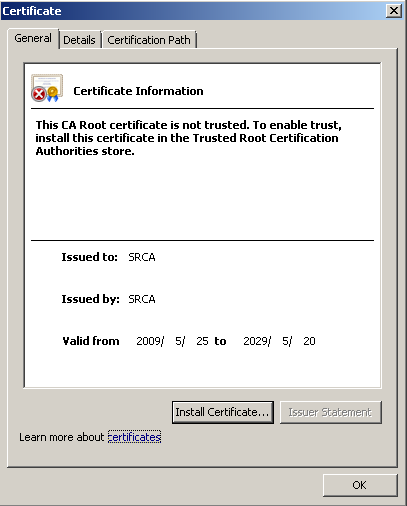 Certificate
General Details Certification Path
Certificate Information
This CA Root certificate is not trusted. To enable trust,
install this certificate in the Trusted Root Certification
Authorities store.
Issued to: SRCA
Issued by: SRCA
Valid from 2009/ 5/ 25 to 2029/ 5/ 20
Install Certificate... Issuer Statement
Learn more about certificates
OK